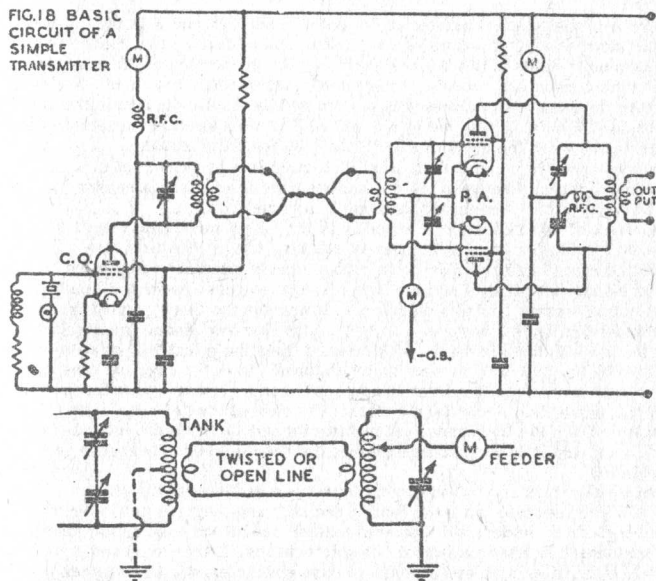 FIG.18 BASIC
CIRCUIT OF A
SIMPLE
TRANSMITTER
M
M
R.F.C.
P.A.
R.F.C.
OUT
PUT
C.O.
M
-G.B.
TANK
TWISTED OR
OPEN LINE
M
FEEDER